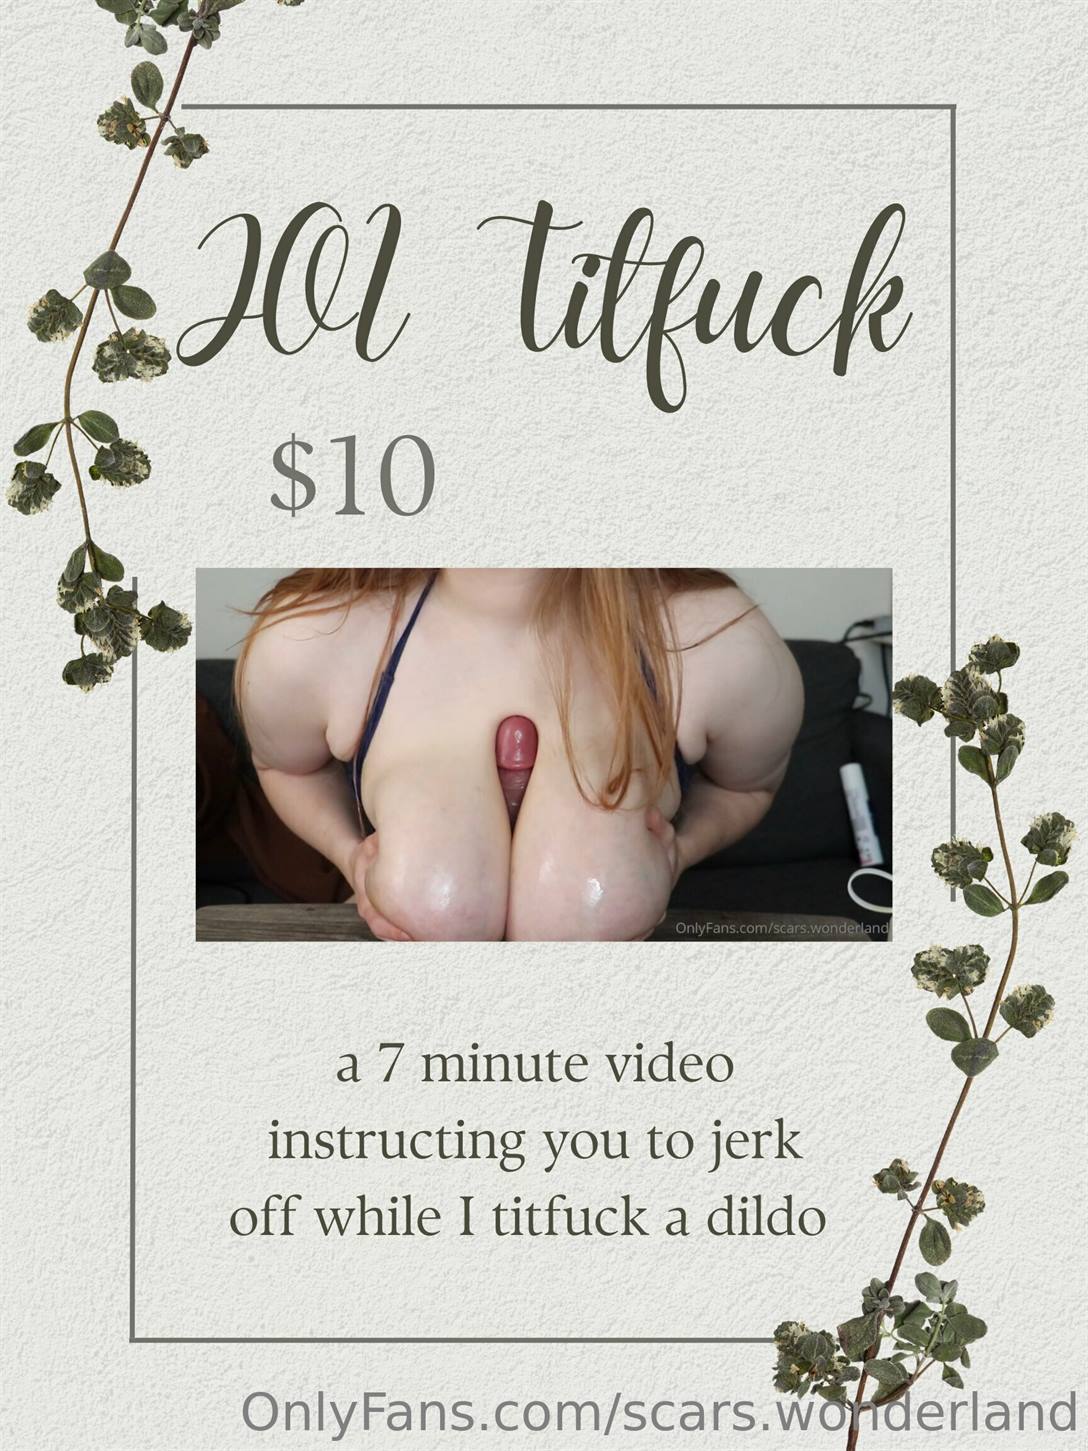 JOI titfuck
$10
OnlyFans.com/scars.wonderland
a 7 minute video
instructing you to jerk
off while I titfuck a dildo
OnlyFans.com/scars.wonderland